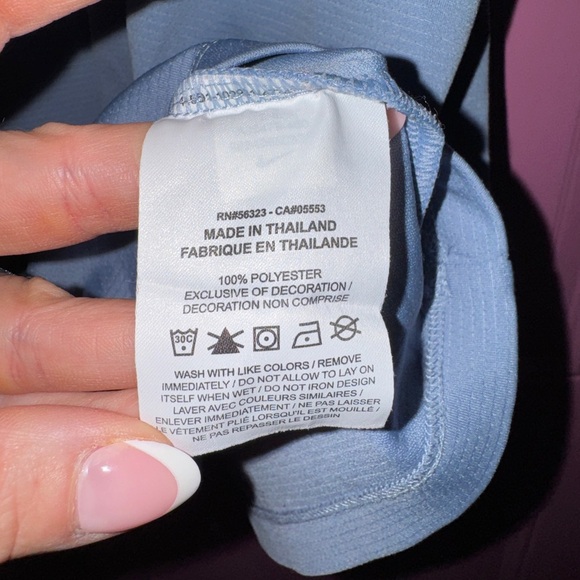 RN#56323 - CA#05553
MADE IN THAILAND
FABRIQUE EN THAILANDE
100% POLYESTER
EXCLUSIVE OF DECORATION /
DECORATION NON COMPRISE
30C
WASH WITH LIKE COLORS / REMOVE
IMMEDIATELY / DO NOT ALLOW TO LAY ON
ITSELF WHEN WET / DO NOT IRON DESIGN
LAVER AVEC COULEURS SIMILAIRES /
ENLEVER IMMEDIATEMENT / NE PAS LAISSER
LE VÊTEMENT PLIÉ LORSQU'IL EST MOUILLÉ /
NE PAS REPASSER LE DESSIN